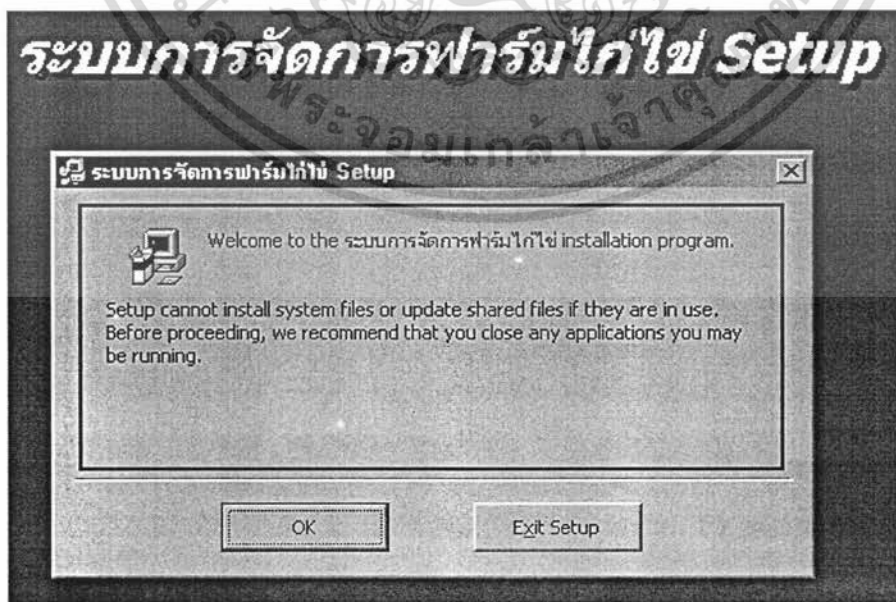 ระบบการจัดการฟาร์มไก่ไข่ Setup
ระบบการจัดการฟาร์มไก่ไข่ Setup
Welcome to the ระบบการจัดการฟาร์มไก่ไข่ installation program.
Setup cannot install system files or update shared files if they are in use.
Before proceeding, we recommend that you close any applications you may
be running.
OK
Exit Setup